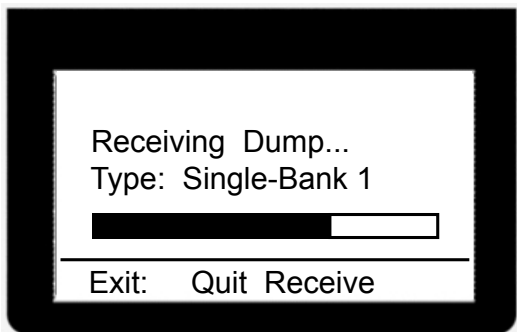 Receiving Dump...
Type: Single-Bank 1
Exit: Quit Receive